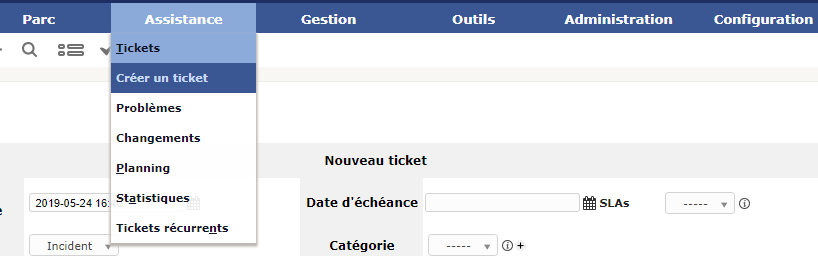 Parc Assistance Gestion Outils Administration Configuration
Tickets
Créer un ticket
Problèmes
Changements
Planning
Statistiques
Tickets récurrents
Nouveau ticket
2019-05-24 16: Date d'échéance SLAs -----
Incident Catégorie ----- +